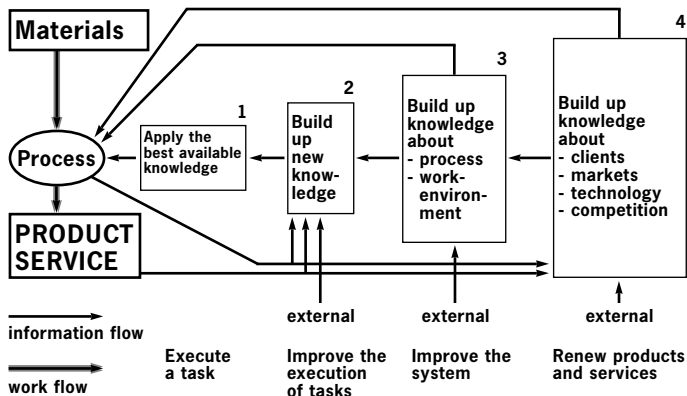 Materials
Process
PRODUCT
SERVICE
1
Apply the
best available
knowledge
2
Build
up
new
know-
ledge
3
Build up
knowledge
about
- process
- work-
environ-
ment
4
Build up
knowledge
about
- clients
- markets
- technology
- competition
external
external
external
information flow
work flow
Execute
a task
Improve the
execution
of tasks
Improve the
system
Renew products
and services